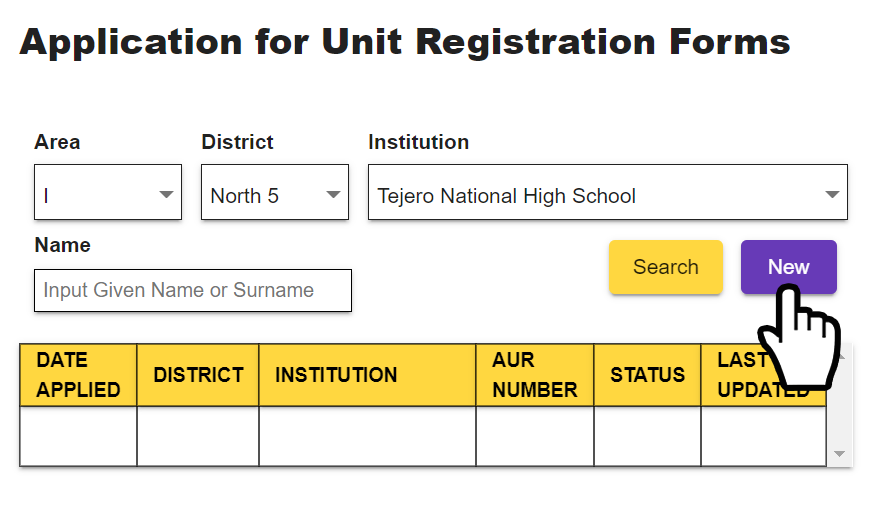 Application for Unit Registration Forms
Area District Institution
I North 5 Tejero National High School
Name
Input Given Name or Surname Search New
DATE APPLIED DISTRICT INSTITUTION AUR NUMBER STATUS LAST UPDATED